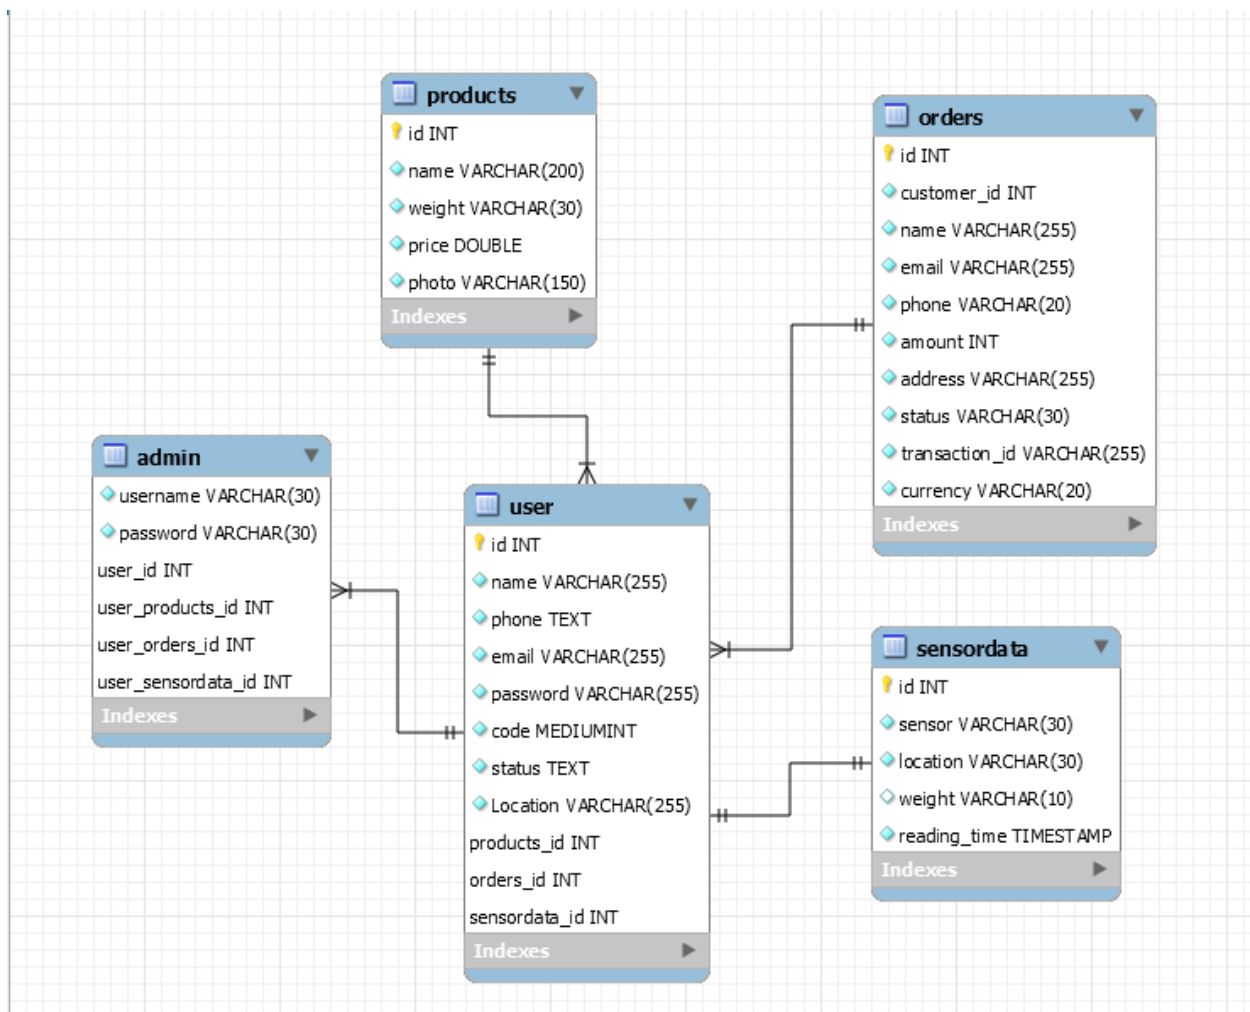 products
id INT
name VARCHAR(200)
weight VARCHAR(30)
price DOUBLE
photo VARCHAR(150)
Indexes
orders
id INT
customer_id INT
name VARCHAR(255)
email VARCHAR(255)
phone VARCHAR(20)
amount INT
address VARCHAR(255)
status VARCHAR(30)
transaction_id VARCHAR(255)
currency VARCHAR(20)
Indexes
admin
username VARCHAR(30)
password VARCHAR(30)
user_id INT
user_products_id INT
user_orders_id INT
user_sensordata_id INT
Indexes
user
id INT
name VARCHAR(255)
phone TEXT
email VARCHAR(255)
password VARCHAR(255)
code MEDIUMINT
status TEXT
Location VARCHAR(255)
products_id INT
orders_id INT
sensordata_id INT
Indexes
sensordata
id INT
sensor VARCHAR(30)
location VARCHAR(30)
weight VARCHAR(10)
reading_time TIMESTAMP
Indexes